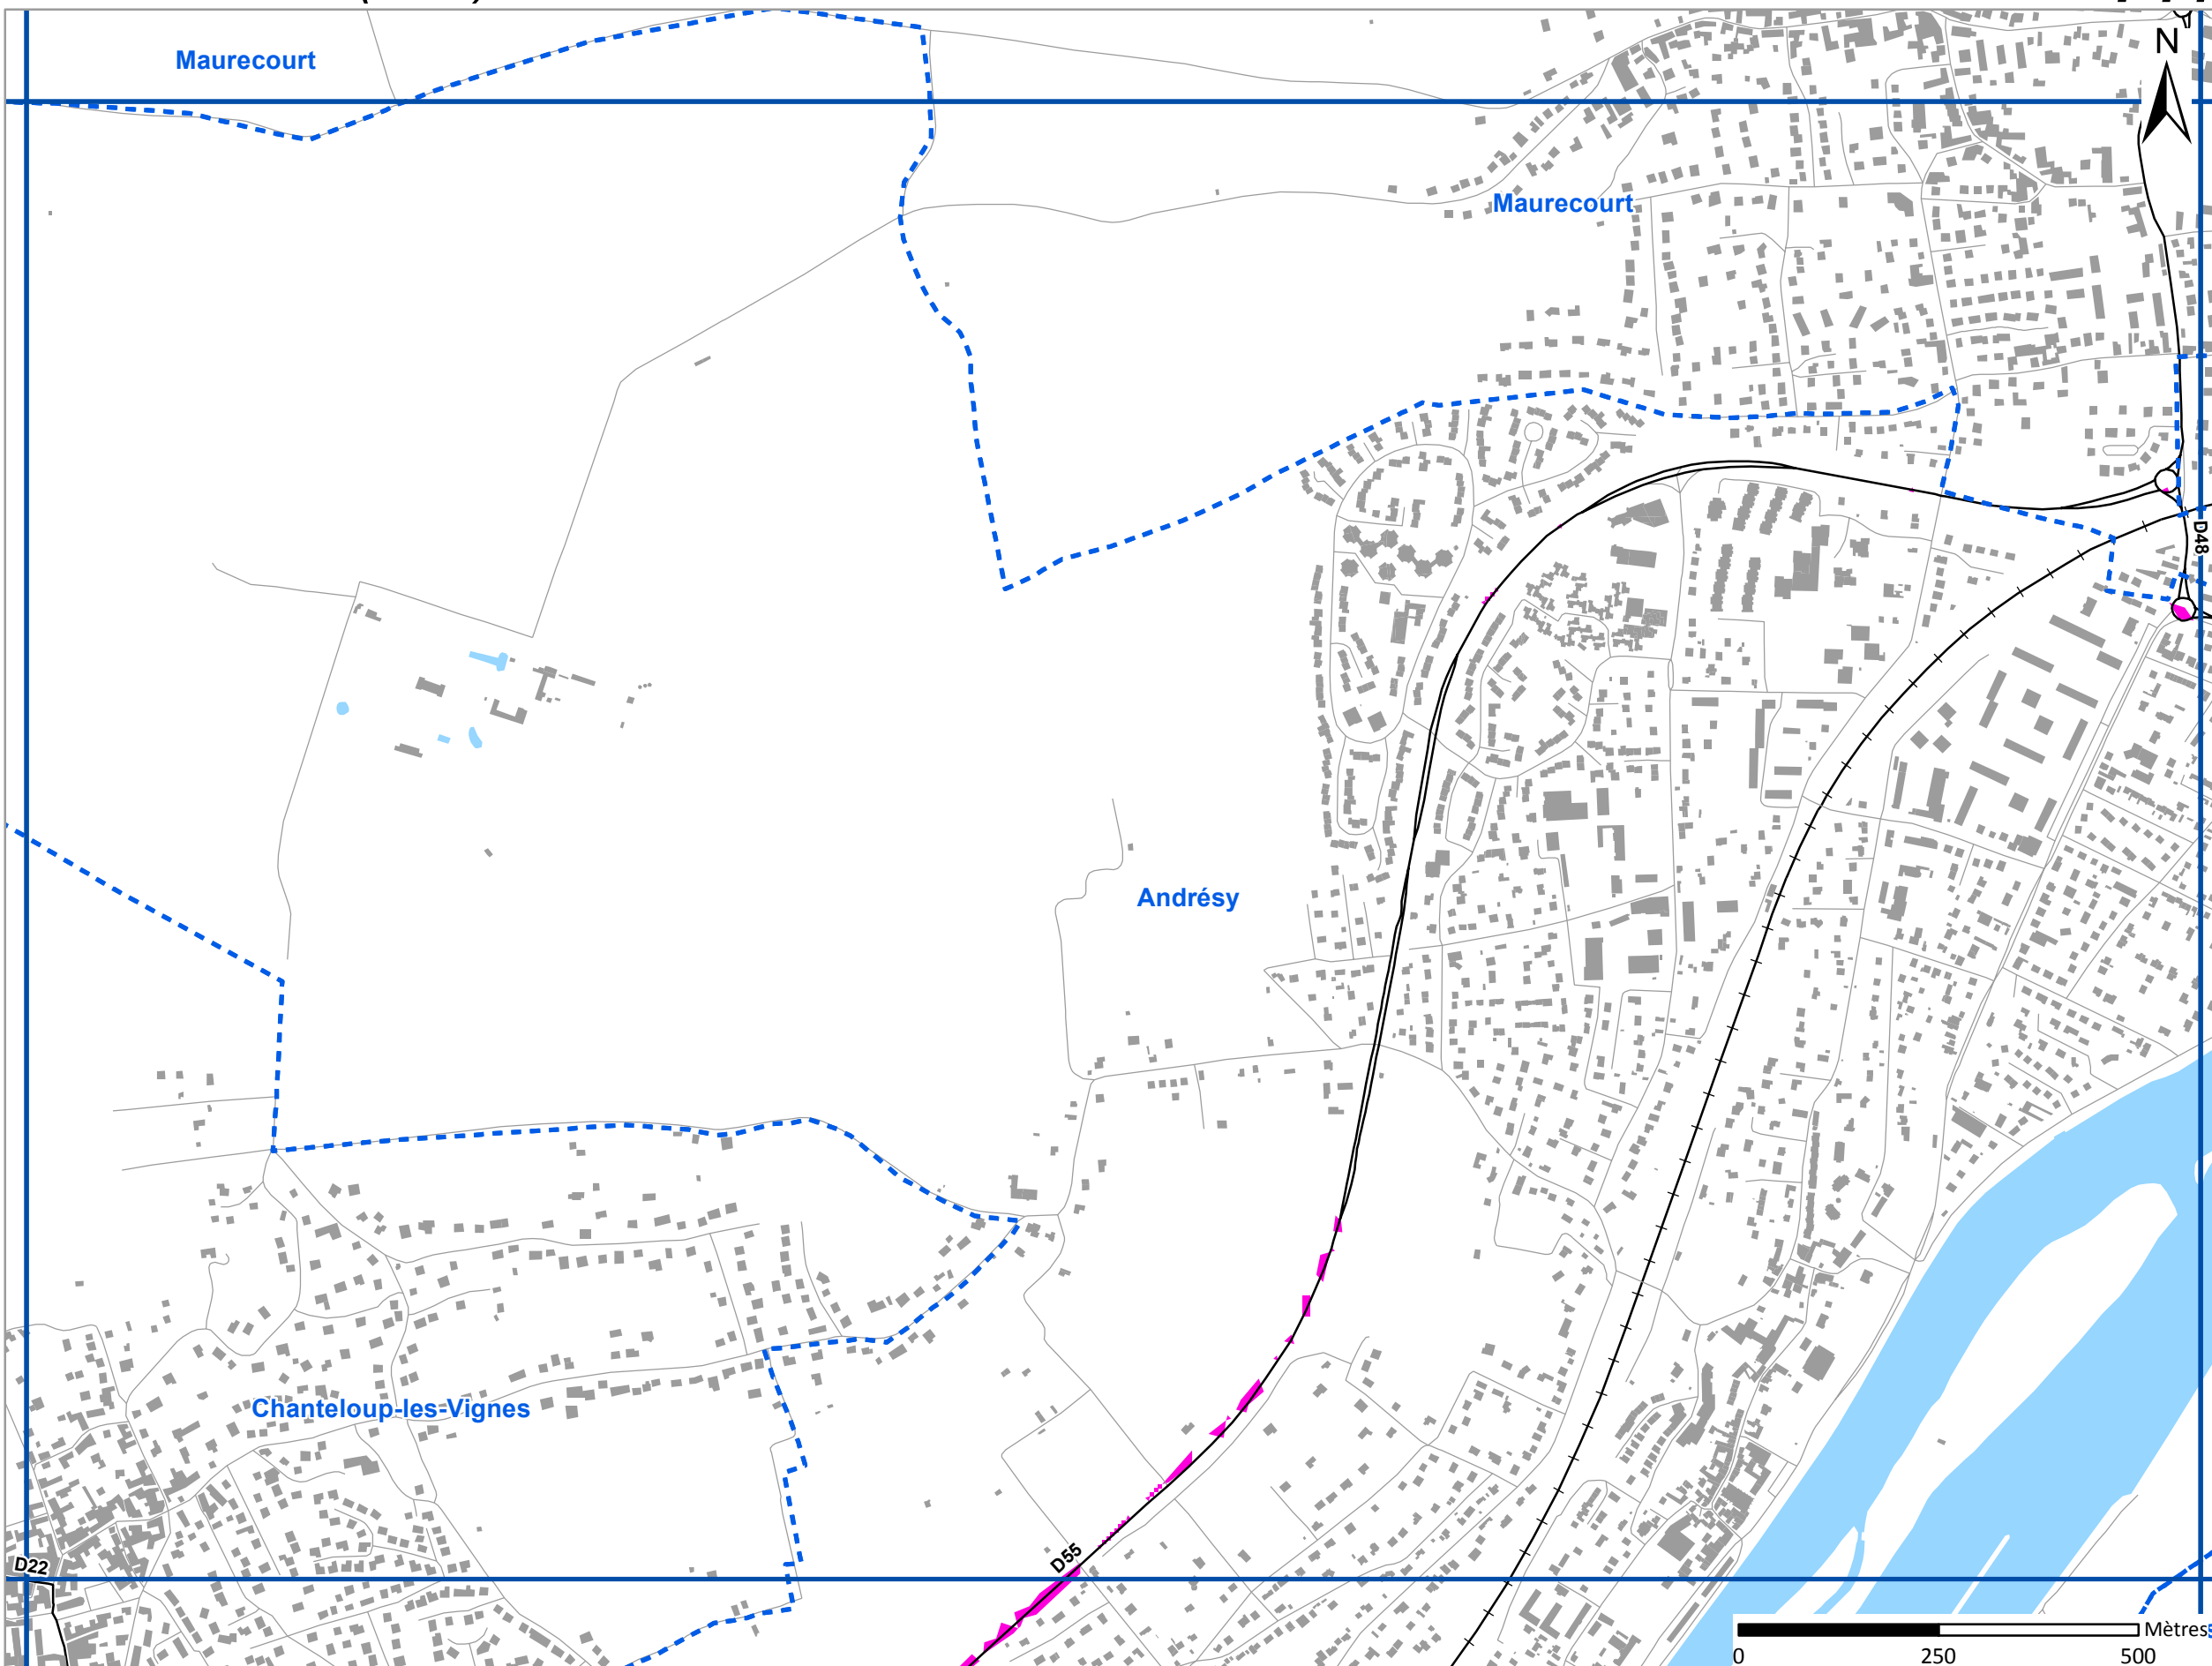 Maurecourt
N
Maurecourt
D48
Andrésy
Chanteloup-les-Vignes
D55
D22
Mètres
0 250 500